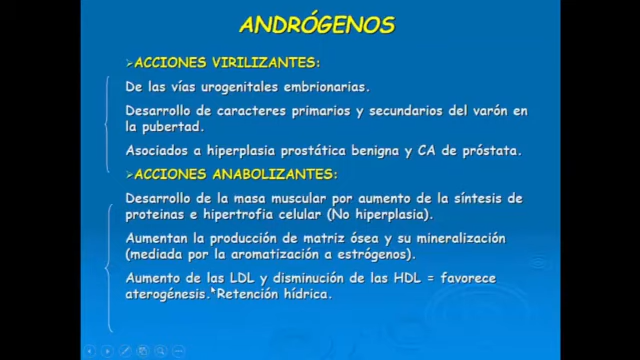 ANDRÓGENOS
➢ACCIONES VIRILIZANTES:
De las vías urogenitales embrionarias.
Desarrollo de caracteres primarios y secundarios del varón en
la pubertad.
Asociados a hiperplasia prostática benigna y CA de próstata.
➢ACCIONES ANABOLIZANTES:
Desarrollo de la masa muscular por aumento de la síntesis de
proteinas e hipertrofia celular (No hiperplasia).
Aumentan la producción de matriz ósea y su mineralización
(mediada por la aromatización a estrógenos).
Aumento de las LDL y disminución de las HDL = favorece
aterogénesis. Retención hídrica.